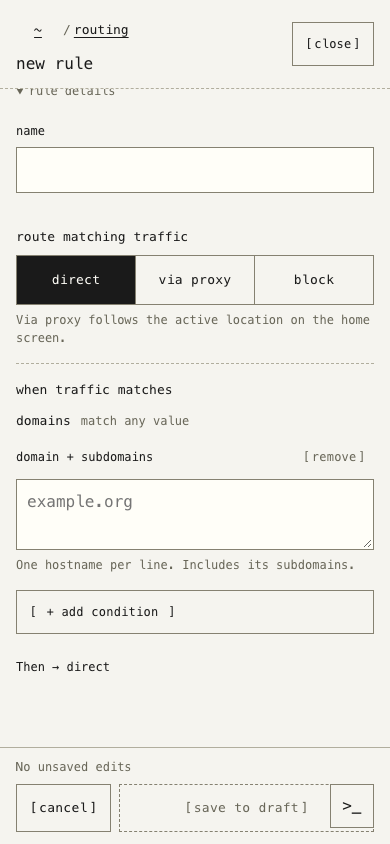 ~ / routing
[close]
new rule
▾ rule details
name
route matching traffic
direct via proxy block
Via proxy follows the active location on the home
screen.
when traffic matches
domains match any value
domain + subdomains [remove]
example.org
One hostname per line. Includes its subdomains.
[ + add condition ]
Then → direct
No unsaved edits
[cancel] [save to draft] >_